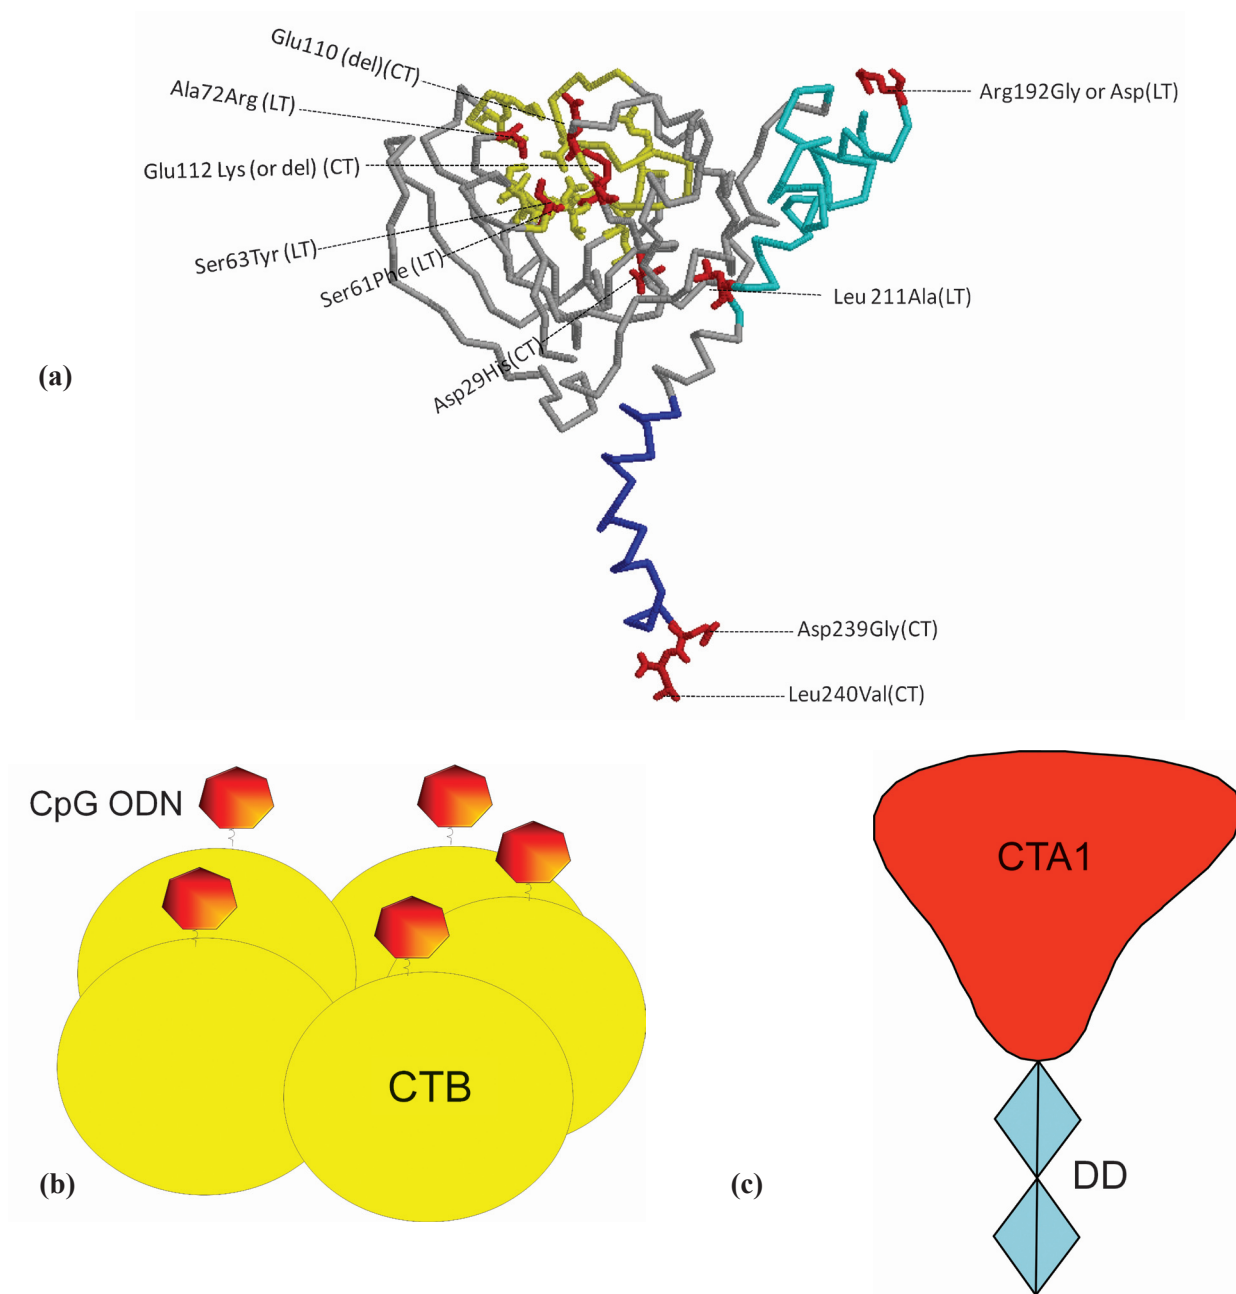 Glu110 (del)(CT)
Ala72Arg (LT)
Arg192Gly or Asp(LT)
Glu112 Lys (or del) (CT)
Ser63Tyr (LT)
Ser61Phe (LT)
Leu 211Ala(LT)
Asp29His(CT)
(a)
Asp239Gly(CT)
Leu240Val(CT)
CpG ODN
CTB
(b)
CTA1
DD
(c)